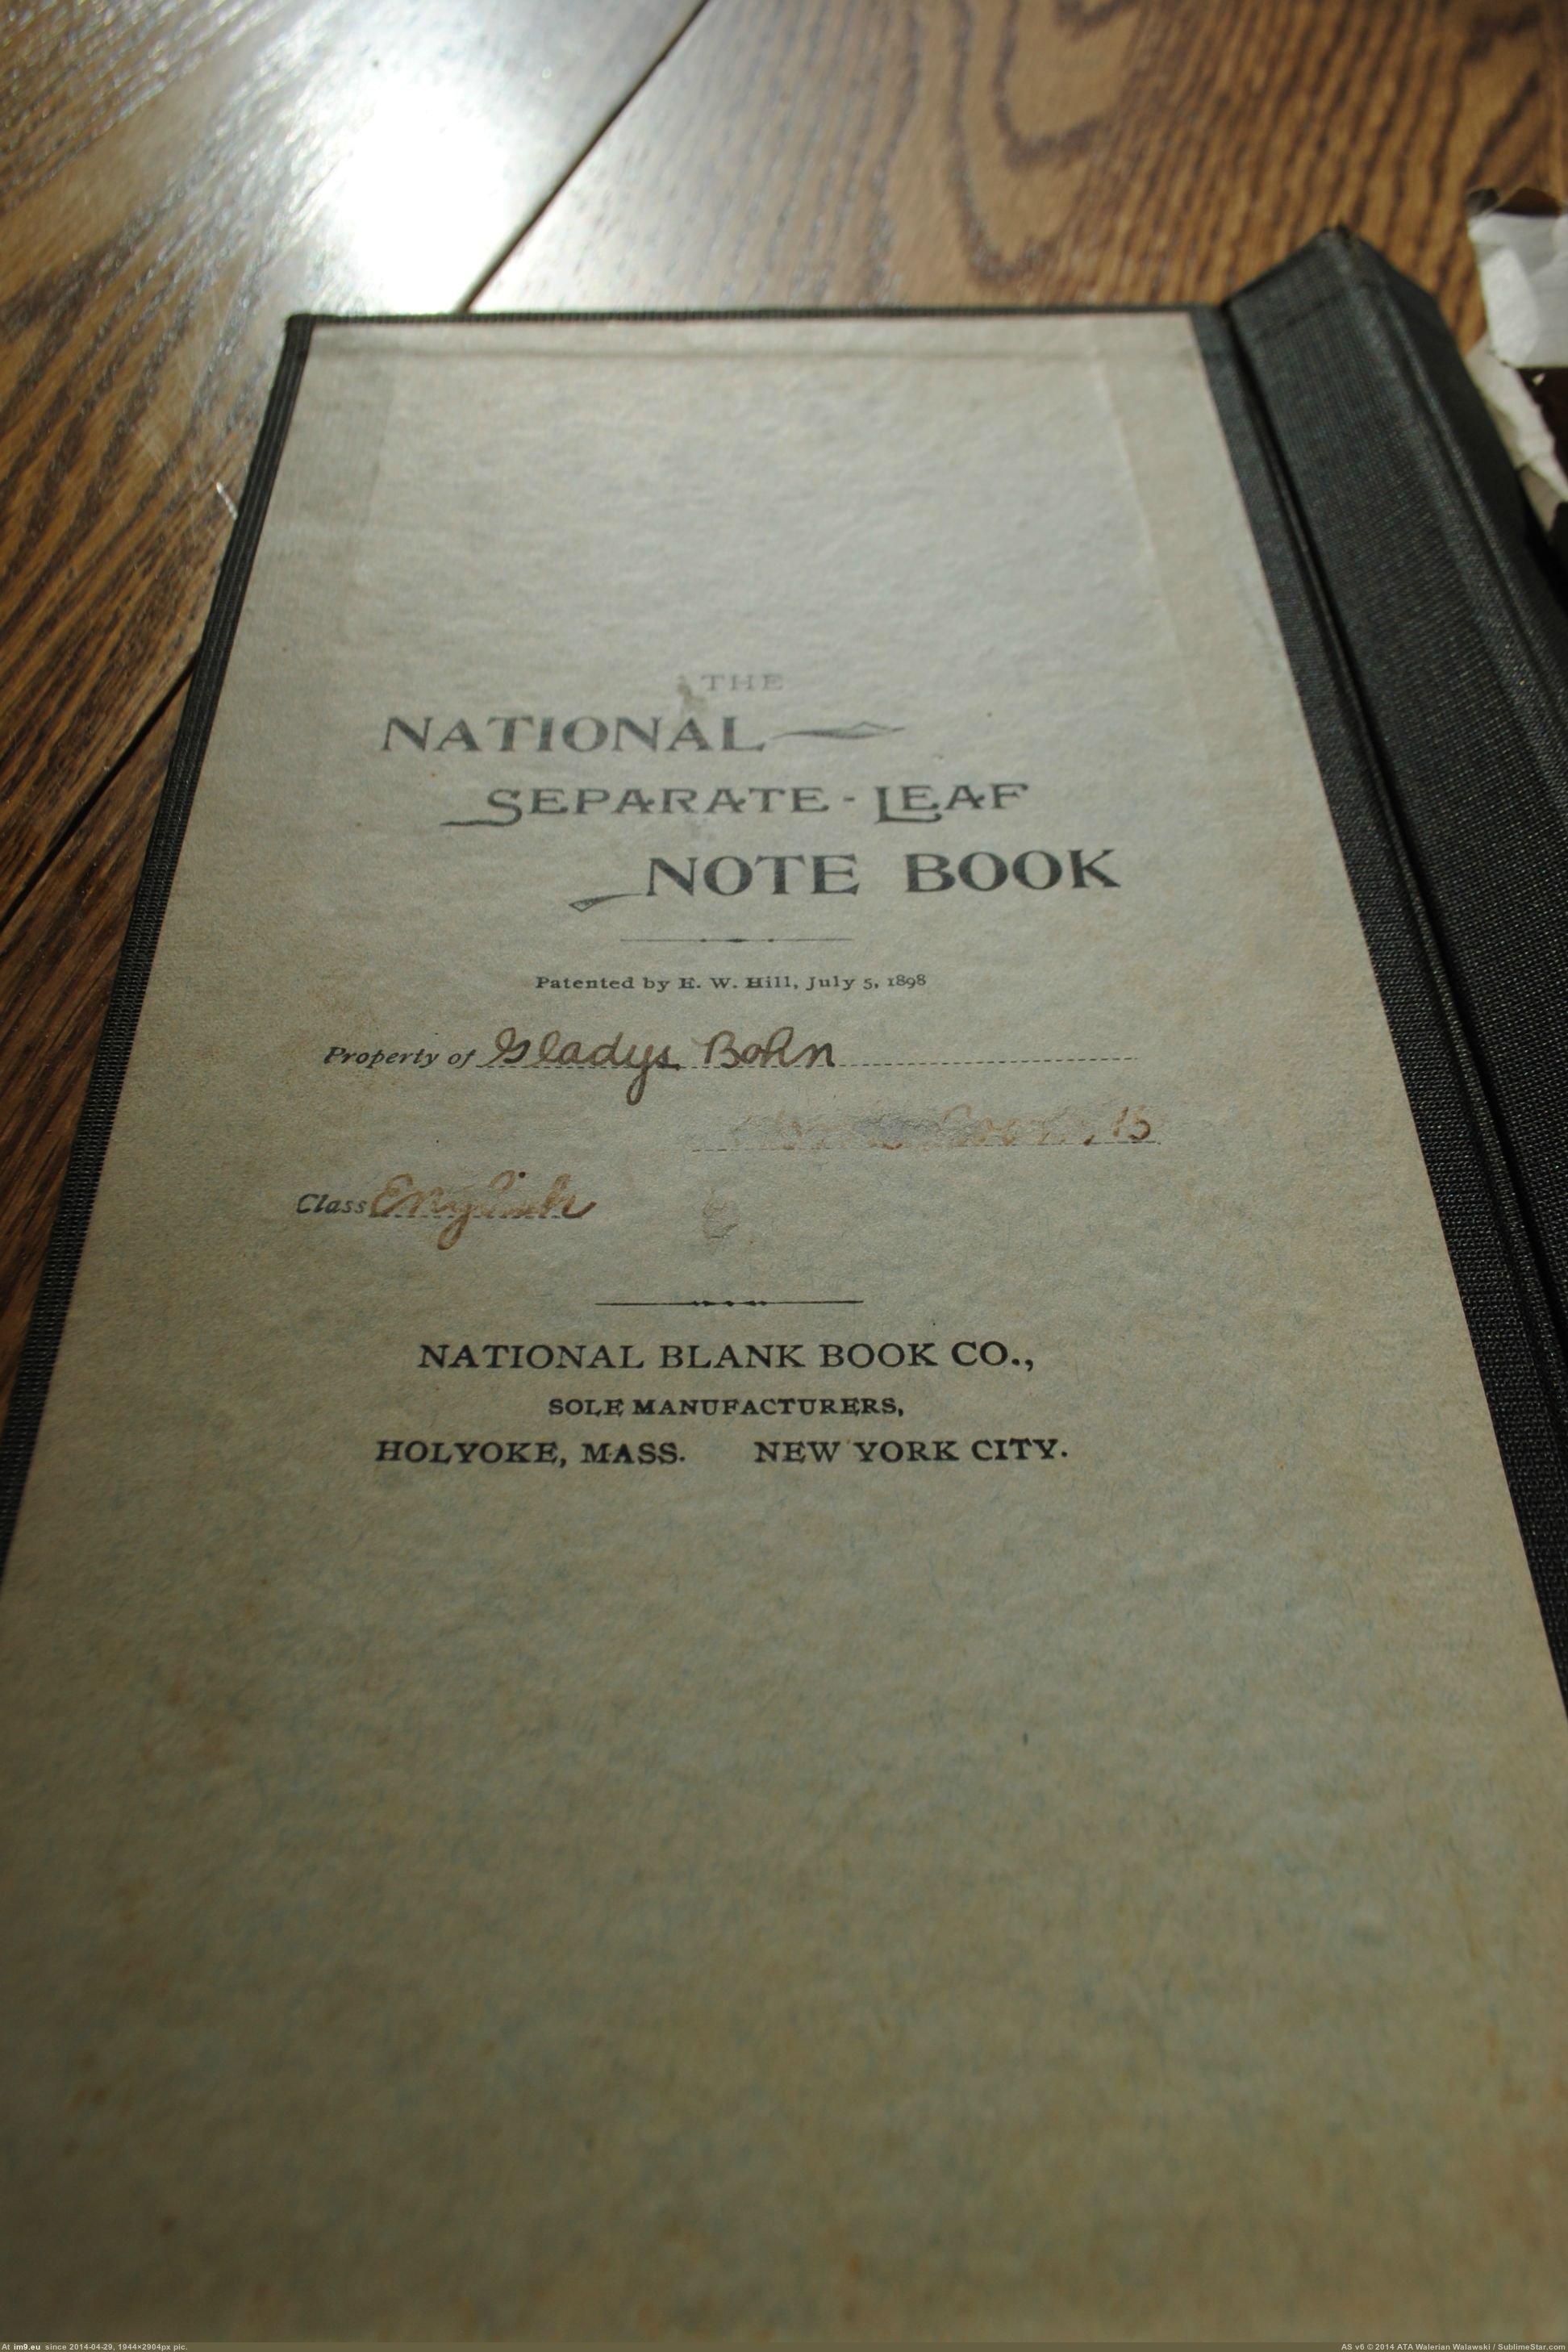 THE
NATIONAL
SEPARATE-LEAF
NOTE BOOK
Patented by E. W. Hill, July 5, 1898
Property of Gladys Bohn
, 15
Class English
NATIONAL BLANK BOOK CO.,
SOLE MANUFACTURERS,
HOLYOKE, MASS. NEW YORK CITY.
At im9.eu since 2014-04-29, 1944×2904px pic. AS v6 © 2014 ATA Walerian Walawski / SublimeStar.com